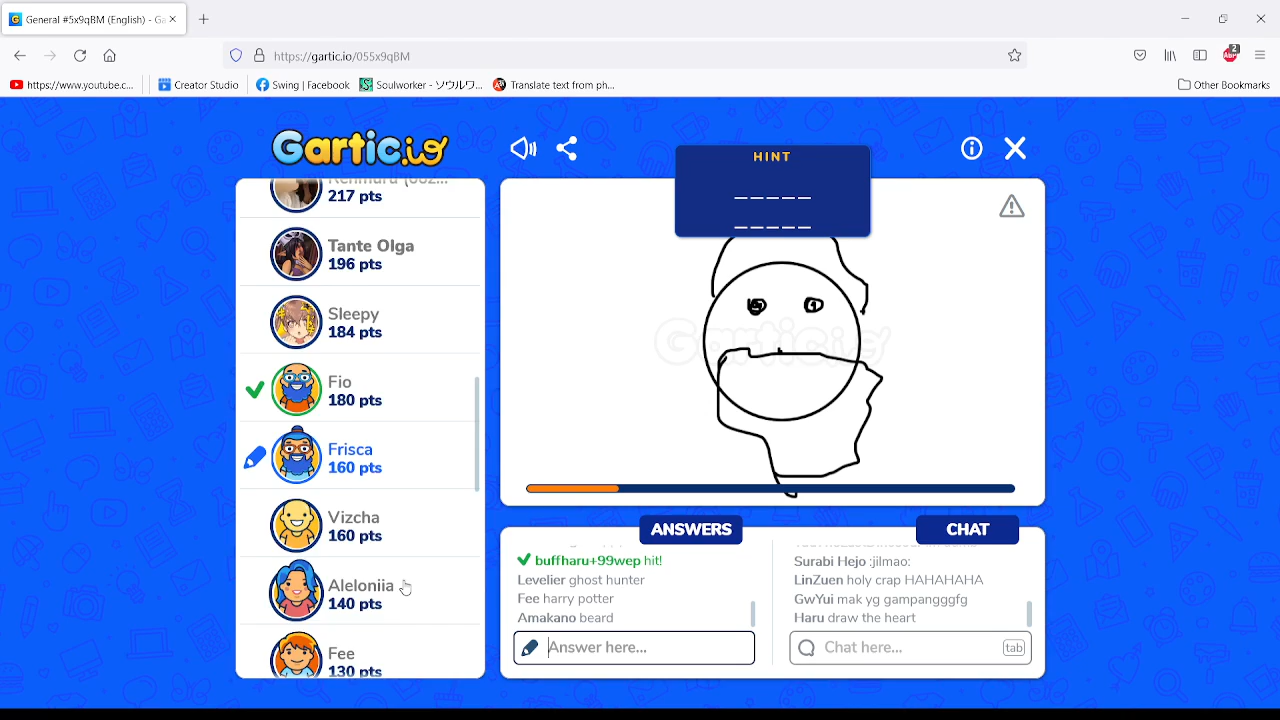 General #5x9qBM (English) - Ga
https://gartic.io/055x9qBM
2
https://www.youtube.c...
Creator Studio
Swing | Facebook
Soulworker - ソウルワ...
Translate text from ph...
Other Bookmarks
Gartic.io
HINT
217 pts
Tante Olga
196 pts
Sleepy
184 pts
Fio
180 pts
Frisca
160 pts
Vizcha
160 pts
Aleloniia
140 pts
Fee
130 pts
Gartic.io
ANSWERS
buffharu+99wep hit!
Levelier ghost hunter
Fee harry potter
Amakano beard
Answer here...
CHAT
Surabi Hejo :jilmao:
LinZuen holy crap HAHAHAHA
GwYui mak yg gampangggfg
Haru draw the heart
Chat here...
tab